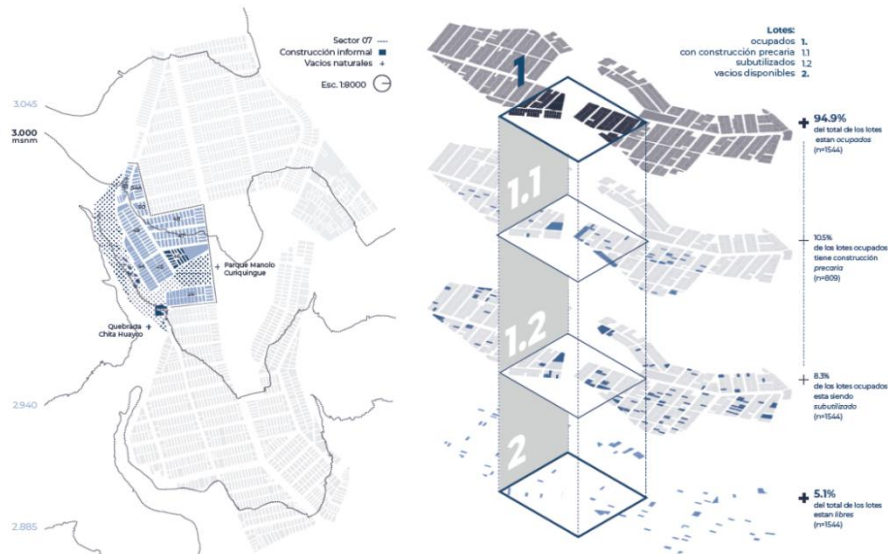 Sector 07
Construcción informal
Vacios naturales +
Esc. 1:8000
3.045
3.000
msnm
2.940
2.885
+ Parque Manolo
Curiquingue
Quebrada +
Chita Huayco
Lotes:
ocupados 1.
con construcción precaria 1.1
subutilizados 1.2
vacios disponibles 2.
1
1.1
1.2
2
+ 94.9%
del total de los lotes
estan ocupados
(n=1544)
10.5%
de los lotes ocupados
tiene construcción
precaria
(n=809)
8.3%
de los lotes ocupados
esta siendo
subutilizado
(n=1544)
+ 5.1%
del total de los lotes
estan libres
(n=1544)